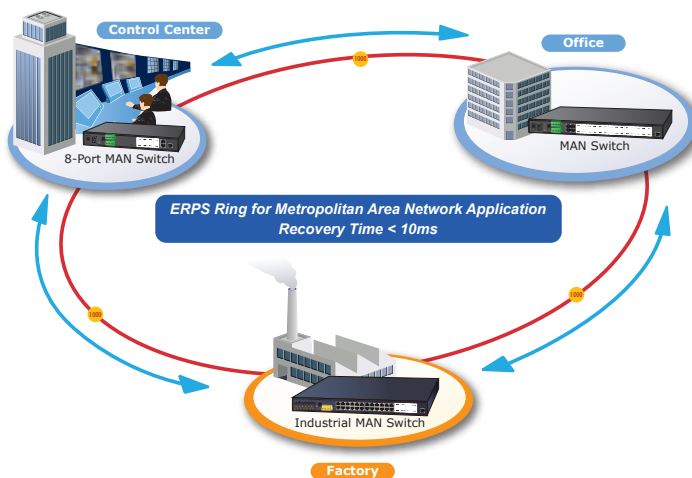 Control Center
Office
1000
8-Port MAN Switch
MAN Switch
ERPS Ring for Metropolitan Area Network Application
Recovery Time < 10ms
1000
1000
Industrial MAN Switch
Factory